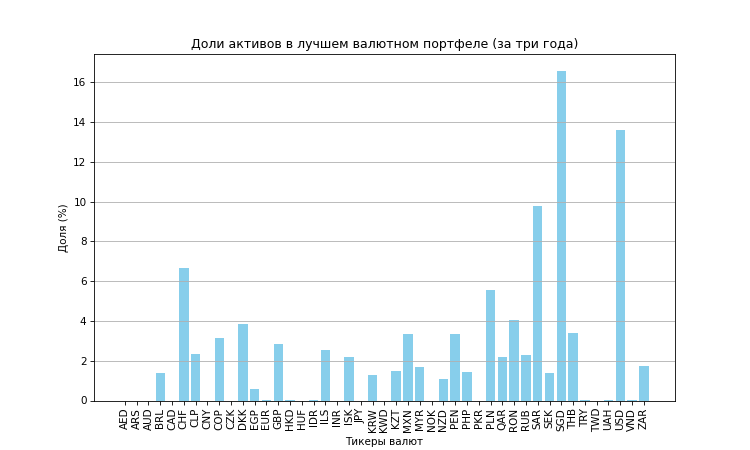 Доли активов в лучшем валютном портфеле (за три года)
Доля (%)
16
14
12
10
8
6
4
2
0
AED
ARS
AUD
BRL
CAD
CHF
CLP
CNY
COP
CZK
DKK
EGP
EUR
GBP
HKD
HUF
IDR
ILS
INR
ISK
JPY
KRW
KWD
KZT
MXN
MYR
NOK
NZD
PEN
PHP
PKR
PLN
QAR
RON
RUB
SAR
SEK
SGD
THB
TRY
TWD
UAH
USD
VND
ZAR
Тикеры валют